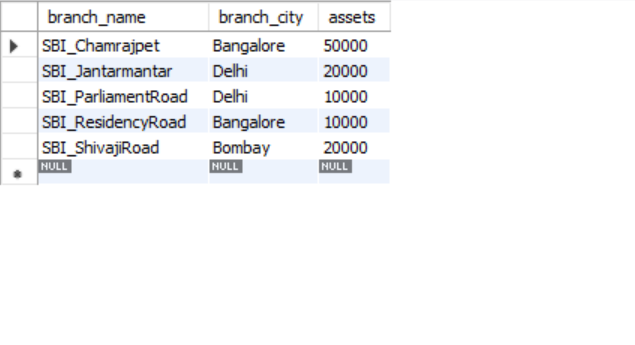 branch_name branch_city assets
SBI_Chamrajpet Bangalore 50000
SBI_Jantarmantar Delhi 20000
SBI_ParliamentRoad Delhi 10000
SBI_ResidencyRoad Bangalore 10000
SBI_ShivajiRoad Bombay 20000
NULL NULL NULL